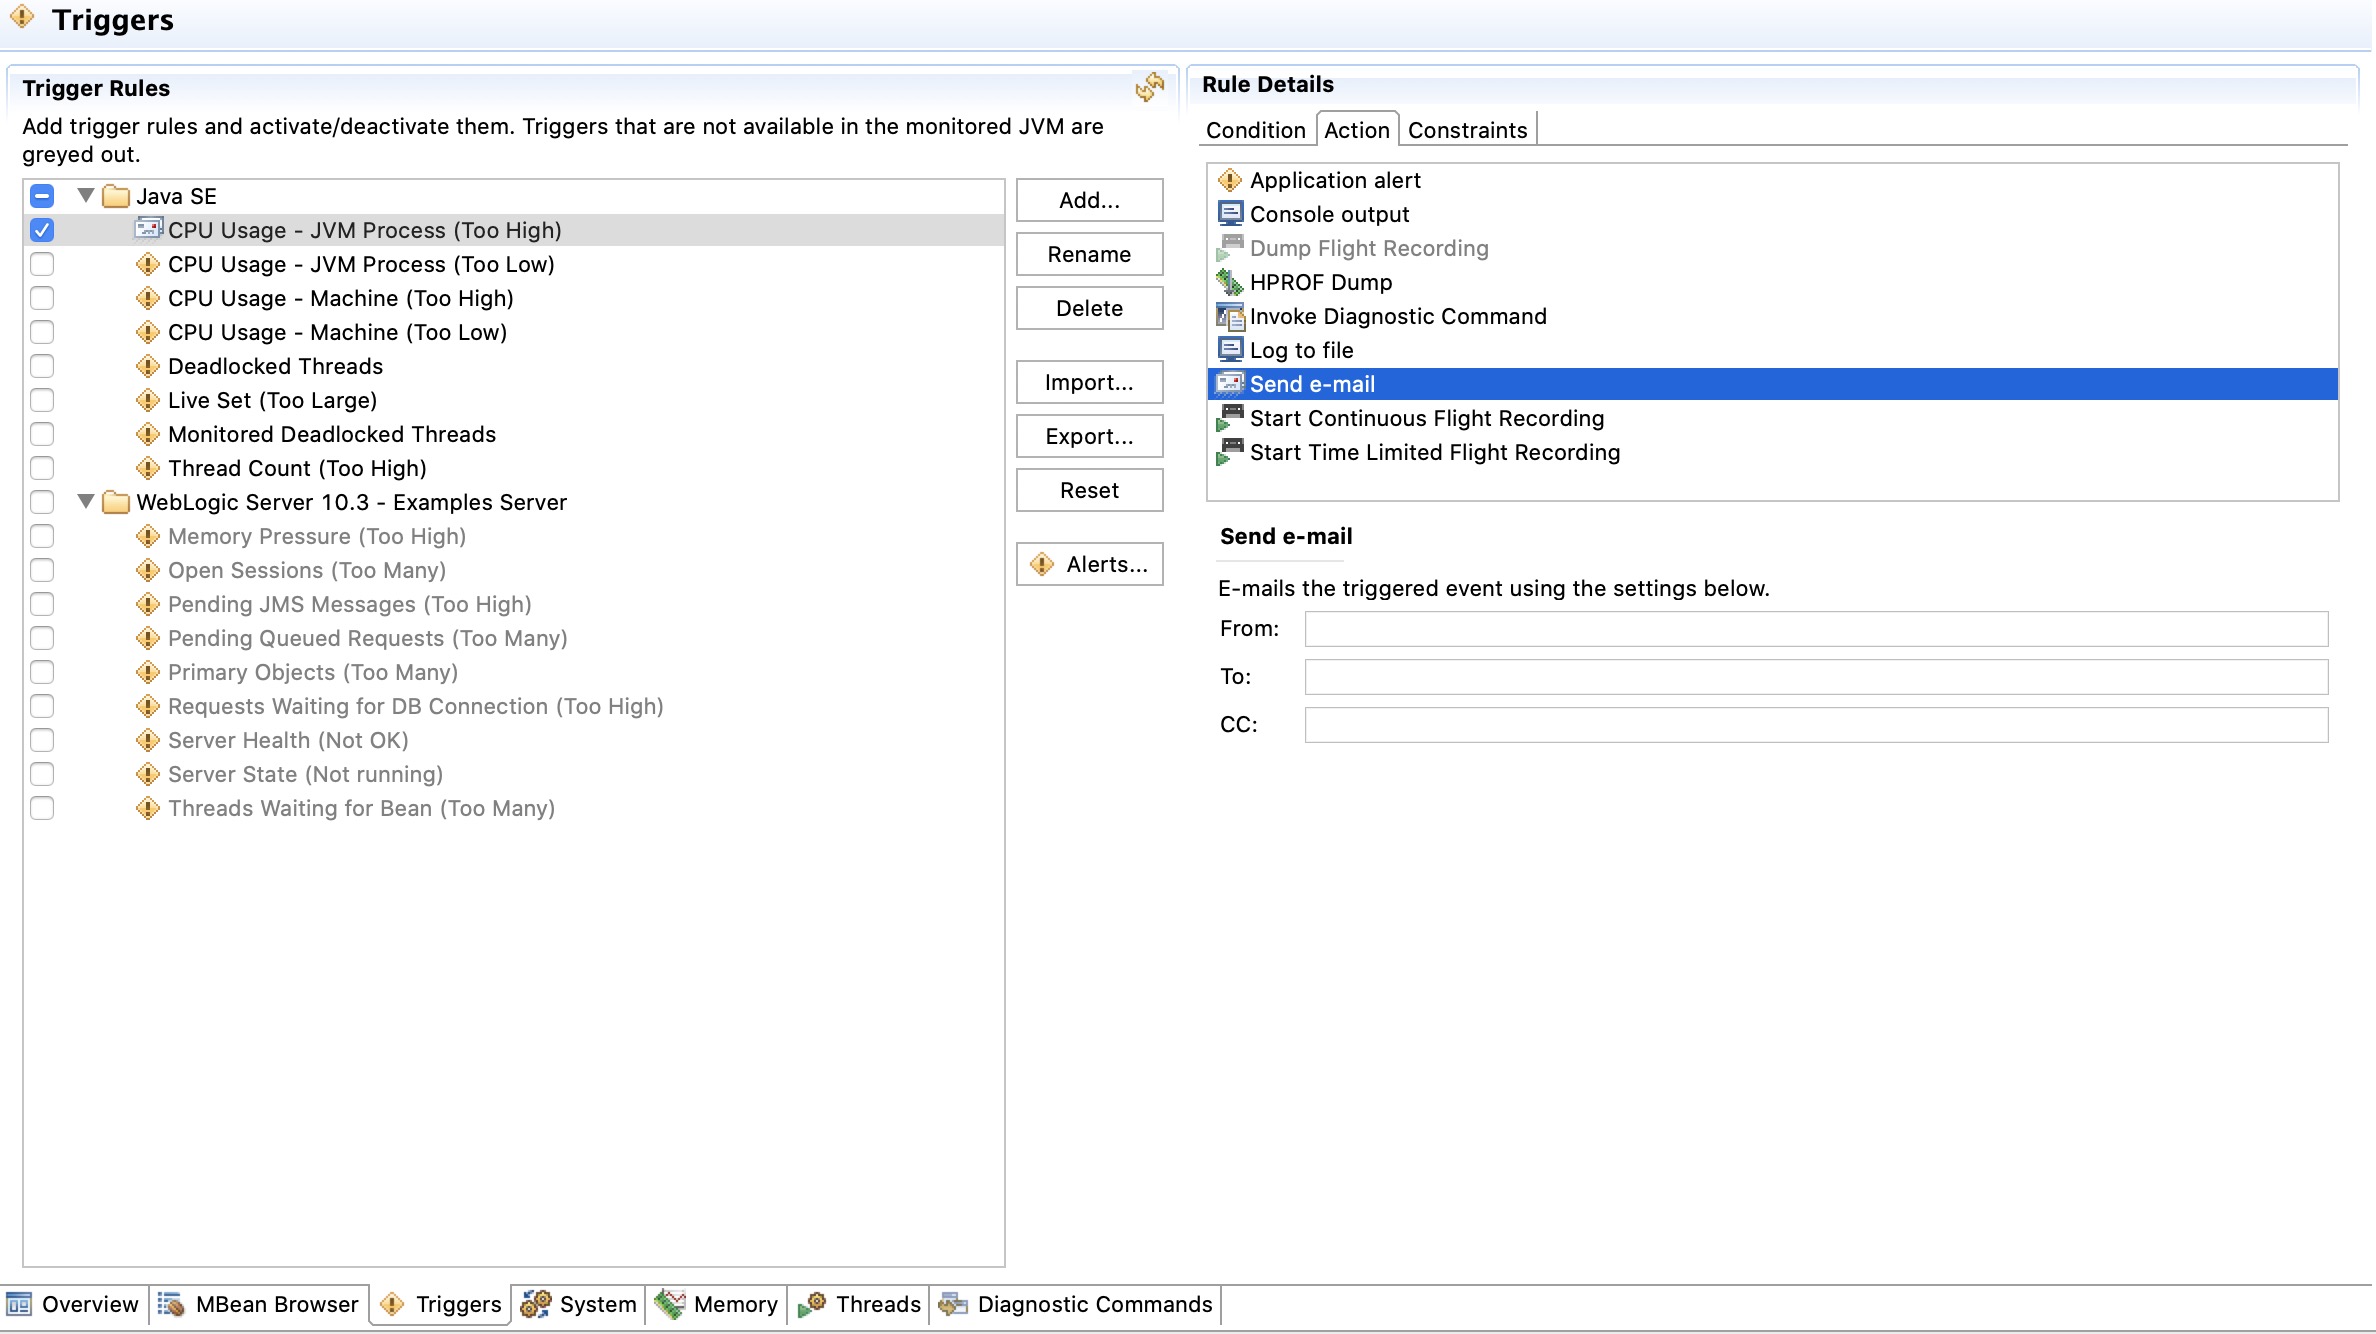 Triggers
Trigger Rules
Add trigger rules and activate/deactivate them. Triggers that are not available in the monitored JVM are
greyed out.
Java SE
CPU Usage - JVM Process (Too High)
CPU Usage - JVM Process (Too Low)
CPU Usage - Machine (Too High)
CPU Usage - Machine (Too Low)
Deadlocked Threads
Live Set (Too Large)
Monitored Deadlocked Threads
Thread Count (Too High)
WebLogic Server 10.3 - Examples Server
Memory Pressure (Too High)
Open Sessions (Too Many)
Pending JMS Messages (Too High)
Pending Queued Requests (Too Many)
Primary Objects (Too Many)
Requests Waiting for DB Connection (Too High)
Server Health (Not OK)
Server State (Not running)
Threads Waiting for Bean (Too Many)
Add...
Rename
Delete
Import...
Export...
Reset
Alerts...
Rule Details
Condition Action Constraints
Application alert
Console output
Dump Flight Recording
HPROF Dump
Invoke Diagnostic Command
Log to file
Send e-mail
Start Continuous Flight Recording
Start Time Limited Flight Recording
Send e-mail
E-mails the triggered event using the settings below.
From:
To:
CC:
Overview MBean Browser Triggers System Memory Threads Diagnostic Commands